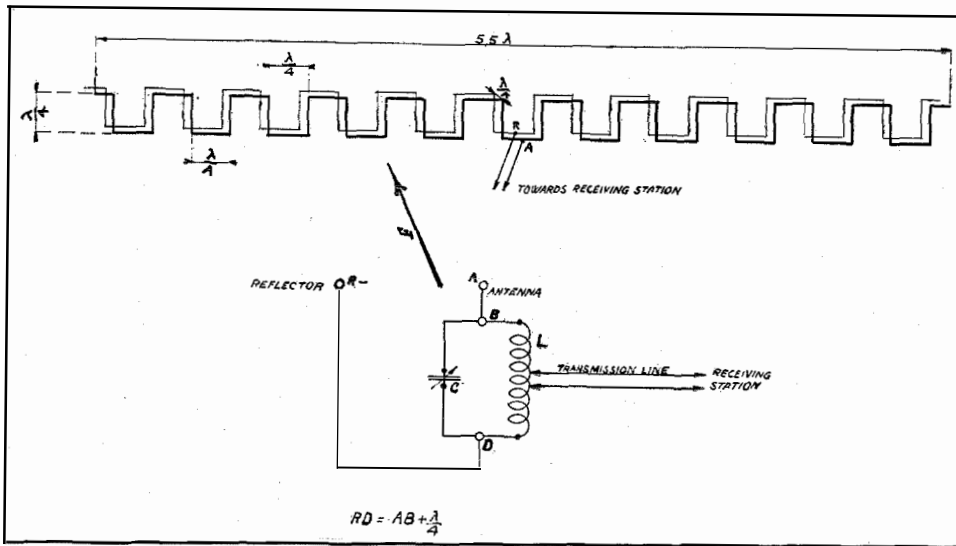 5.5 λ
λ/4
λ/4
λ/4
λ/4
R
A
TOWARDS RECEIVING STATION
REFLECTOR R-
A
ANTENNA
B
L
C
TRANSMISSION LINE
RECEIVING
STATION
D
RD = AB + λ/4